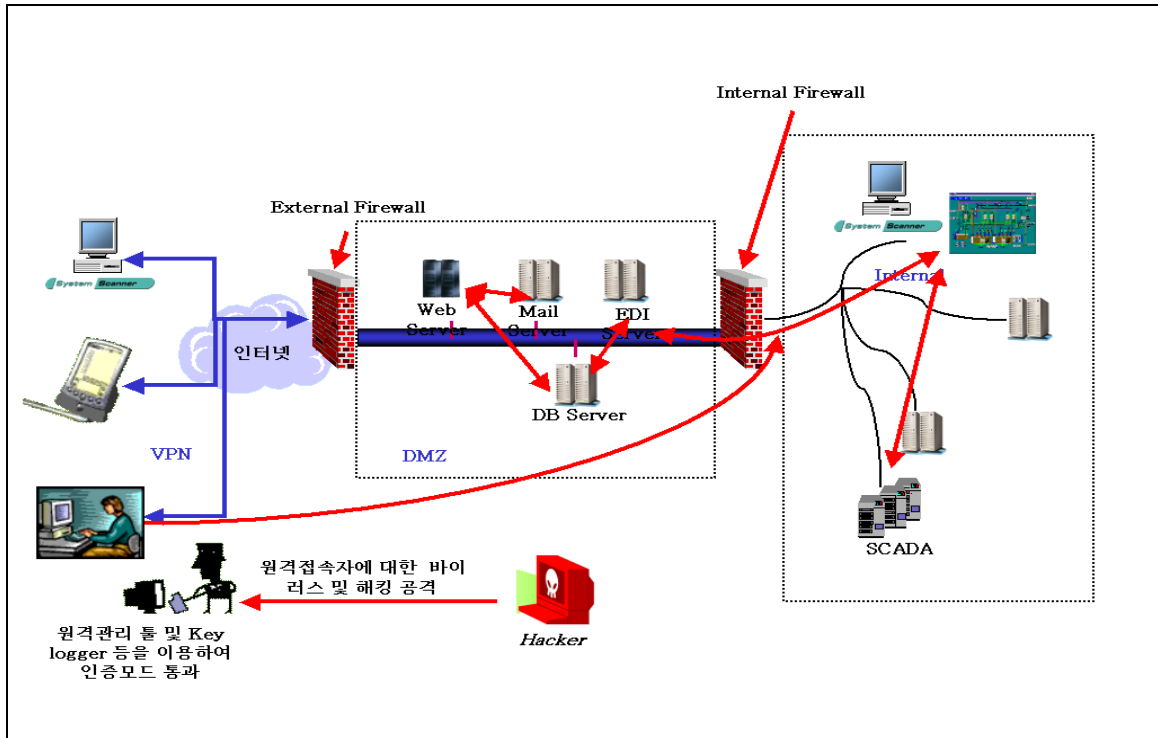 Internal Firewall
External Firewall
System Scanner
System Scanner
Internal
Web
Server
Mail
Server
EDI
Server
인터넷
DB Server
VPN
DMZ
SCADA
원격접속자에 대한 바이
러스 및 해킹 공격
Hacker
원격관리 툴 및 Key
logger 등을 이용하여
인증모드 통과